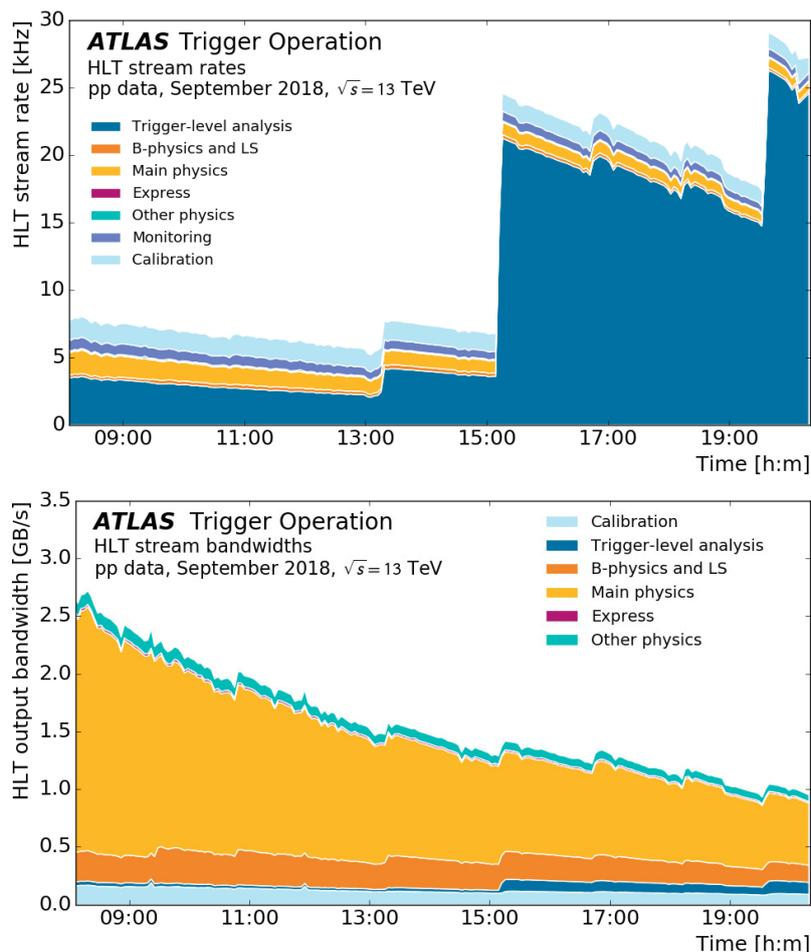 30
25
20
15
10
5
0
HLT stream rate [kHz]
ATLAS Trigger Operation
HLT stream rates
pp data, September 2018, √s = 13 TeV
Trigger-level analysis
B-physics and LS
Main physics
Express
Other physics
Monitoring
Calibration
09:00 11:00 13:00 15:00 17:00 19:00
Time [h:m]
3.5
3.0
2.5
2.0
1.5
1.0
0.5
0.0
HLT output bandwidth [GB/s]
ATLAS Trigger Operation
HLT stream bandwidths
pp data, September 2018, √s = 13 TeV
Calibration
Trigger-level analysis
B-physics and LS
Main physics
Express
Other physics
09:00 11:00 13:00 15:00 17:00 19:00
Time [h:m]